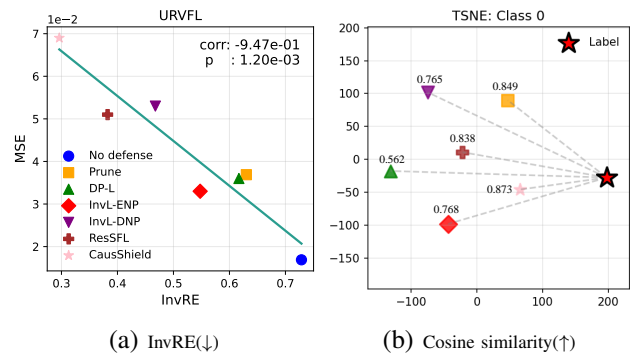 URVFL
1e−2
corr: -9.47e-01
p : 1.20e-03
7
6
5
4
3
2
MSE
No defense
Prune
DP-L
InvL-ENP
InvL-DNP
ResSFL
CausShield
0.3 0.4 0.5 0.6 0.7
InvRE
(a) InvRE(↓)
TSNE: Class 0
Label
200
150
100
50
0
−50
−100
−150
0.765
0.849
0.838
0.562
0.873
0.768
−100 0 100 200
(b) Cosine similarity(↑)